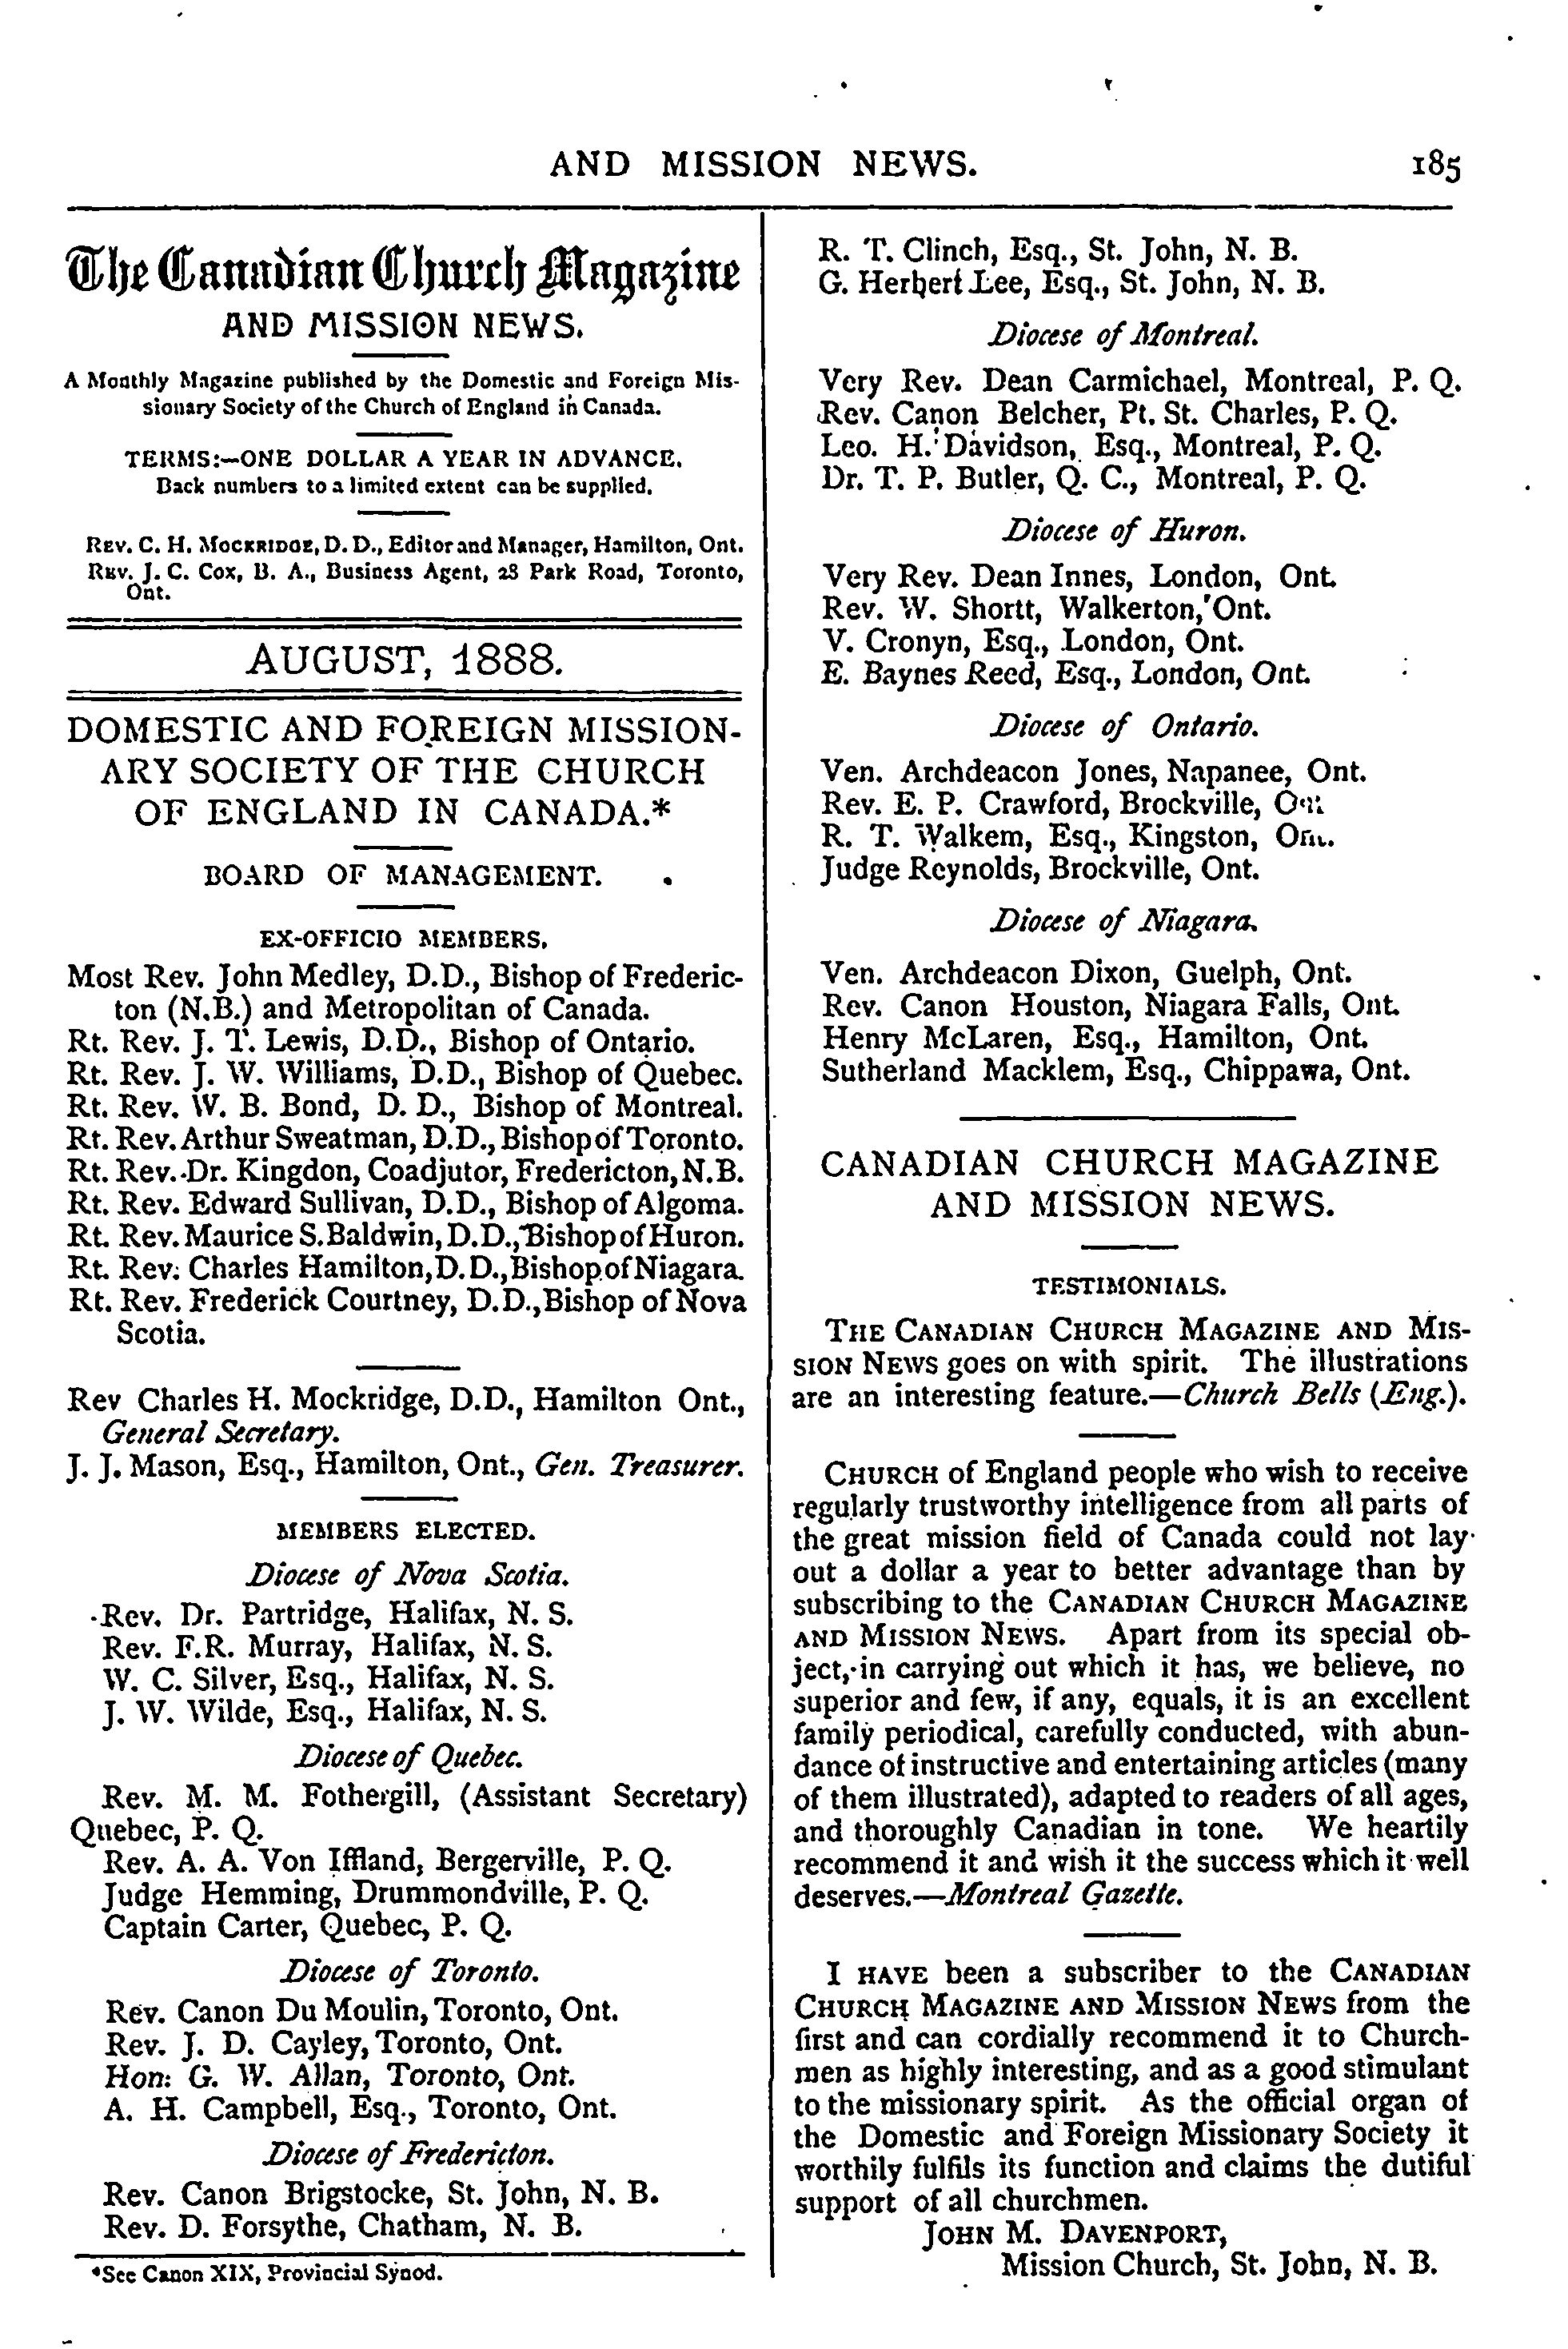 AND MISSION NEWS. 185
The Canadian Church Magazine
AND MISSION NEWS.
A Monthly Magazine published by the Domestic and Foreign Mis-
sionary Society of the Church of England in Canada.
TERMS:—ONE DOLLAR A YEAR IN ADVANCE.
Back numbers to a limited extent can be supplied.
REV. C. H. MOCKRIDGE, D. D., Editor and Manager, Hamilton, Ont.
REV. J. C. COX, B. A., Business Agent, 28 Park Road, Toronto,
Ont.
AUGUST, 1888.
DOMESTIC AND FOREIGN MISSION-
ARY SOCIETY OF THE CHURCH
OF ENGLAND IN CANADA.*
BOARD OF MANAGEMENT.
EX-OFFICIO MEMBERS.
Most Rev. John Medley, D.D., Bishop of Frederic-
ton (N.B.) and Metropolitan of Canada.
Rt. Rev. J. T. Lewis, D.D., Bishop of Ontario.
Rt. Rev. J. W. Williams, D.D., Bishop of Quebec.
Rt. Rev. W. B. Bond, D. D., Bishop of Montreal.
Rt. Rev. Arthur Sweatman, D.D., Bishop of Toronto.
Rt. Rev. Dr. Kingdon, Coadjutor, Fredericton, N.B.
Rt. Rev. Edward Sullivan, D.D., Bishop of Algoma.
Rt. Rev. Maurice S. Baldwin, D.D., Bishop of Huron.
Rt. Rev. Charles Hamilton, D.D., Bishop of Niagara.
Rt. Rev. Frederick Courtney, D.D., Bishop of Nova
Scotia.
Rev Charles H. Mockridge, D.D., Hamilton Ont.,
General Secretary.
J. J. Mason, Esq., Hamilton, Ont., Gen. Treasurer.
MEMBERS ELECTED.
Diocese of Nova Scotia.
Rev. Dr. Partridge, Halifax, N. S.
Rev. F.R. Murray, Halifax, N. S.
W. C. Silver, Esq., Halifax, N. S.
J. W. Wilde, Esq., Halifax, N. S.
Diocese of Quebec.
Rev. M. M. Fothergill, (Assistant Secretary)
Quebec, P. Q.
Rev. A. A. Von Iffland, Bergerville, P. Q.
Judge Hemming, Drummondville, P. Q.
Captain Carter, Quebec, P. Q.
Diocese of Toronto.
Rev. Canon Du Moulin, Toronto, Ont.
Rev. J. D. Cayley, Toronto, Ont.
Hon: G. W. Allan, Toronto, Ont.
A. H. Campbell, Esq., Toronto, Ont.
Diocese of Fredericton.
Rev. Canon Brigstocke, St. John, N. B.
Rev. D. Forsythe, Chatham, N. B.
*See Canon XIX, Provincial Synod.
R. T. Clinch, Esq., St. John, N. B.
G. Herbert Lee, Esq., St. John, N. B.
Diocese of Montreal.
Very Rev. Dean Carmichael, Montreal, P. Q.
Rev. Canon Belcher, Pt. St. Charles, P. Q.
Leo. H. Davidson, Esq., Montreal, P. Q.
Dr. T. P. Butler, Q. C., Montreal, P. Q.
Diocese of Huron.
Very Rev. Dean Innes, London, Ont.
Rev. W. Shortt, Walkerton, Ont.
V. Cronyn, Esq., London, Ont.
E. Baynes Reed, Esq., London, Ont.
Diocese of Ontario.
Ven. Archdeacon Jones, Napanee, Ont.
Rev. E. P. Crawford, Brockville, Ont.
R. T. Walkem, Esq., Kingston, Ont.
Judge Reynolds, Brockville, Ont.
Diocese of Niagara.
Ven. Archdeacon Dixon, Guelph, Ont.
Rev. Canon Houston, Niagara Falls, Ont.
Henry McLaren, Esq., Hamilton, Ont.
Sutherland Macklem, Esq., Chippawa, Ont.
CANADIAN CHURCH MAGAZINE
AND MISSION NEWS.
TESTIMONIALS.
THE CANADIAN CHURCH MAGAZINE AND MIS-
SION NEWS goes on with spirit. The illustrations
are an interesting feature.—Church Bells (Eng.).
CHURCH of England people who wish to receive
regularly trustworthy intelligence from all parts of
the great mission field of Canada could not lay
out a dollar a year to better advantage than by
subscribing to the CANADIAN CHURCH MAGAZINE
AND MISSION NEWS. Apart from its special ob-
ject, in carrying out which it has, we believe, no
superior and few, if any, equals, it is an excellent
family periodical, carefully conducted, with abun-
dance of instructive and entertaining articles (many
of them illustrated), adapted to readers of all ages,
and thoroughly Canadian in tone. We heartily
recommend it and wish it the success which it well
deserves.—Montreal Gazette.
I HAVE been a subscriber to the CANADIAN
CHURCH MAGAZINE AND MISSION NEWS from the
first and can cordially recommend it to Church-
men as highly interesting, and as a good stimulant
to the missionary spirit. As the official organ of
the Domestic and Foreign Missionary Society it
worthily fulfils its function and claims the dutiful
support of all churchmen.
JOHN M. DAVENPORT,
Mission Church, St. John, N. B.